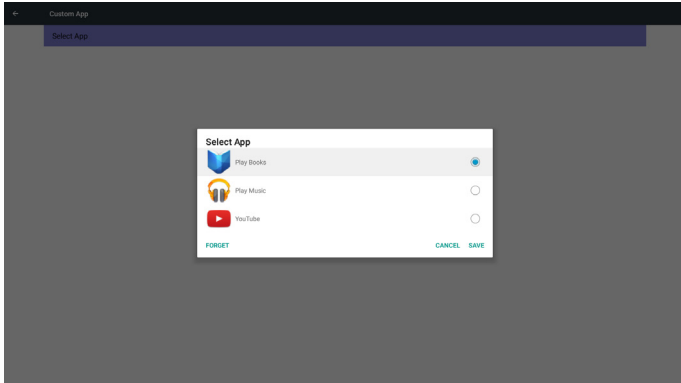 Custom App
Select App
Select App
Play Books
Play Music
YouTube
FORGET CANCEL SAVE